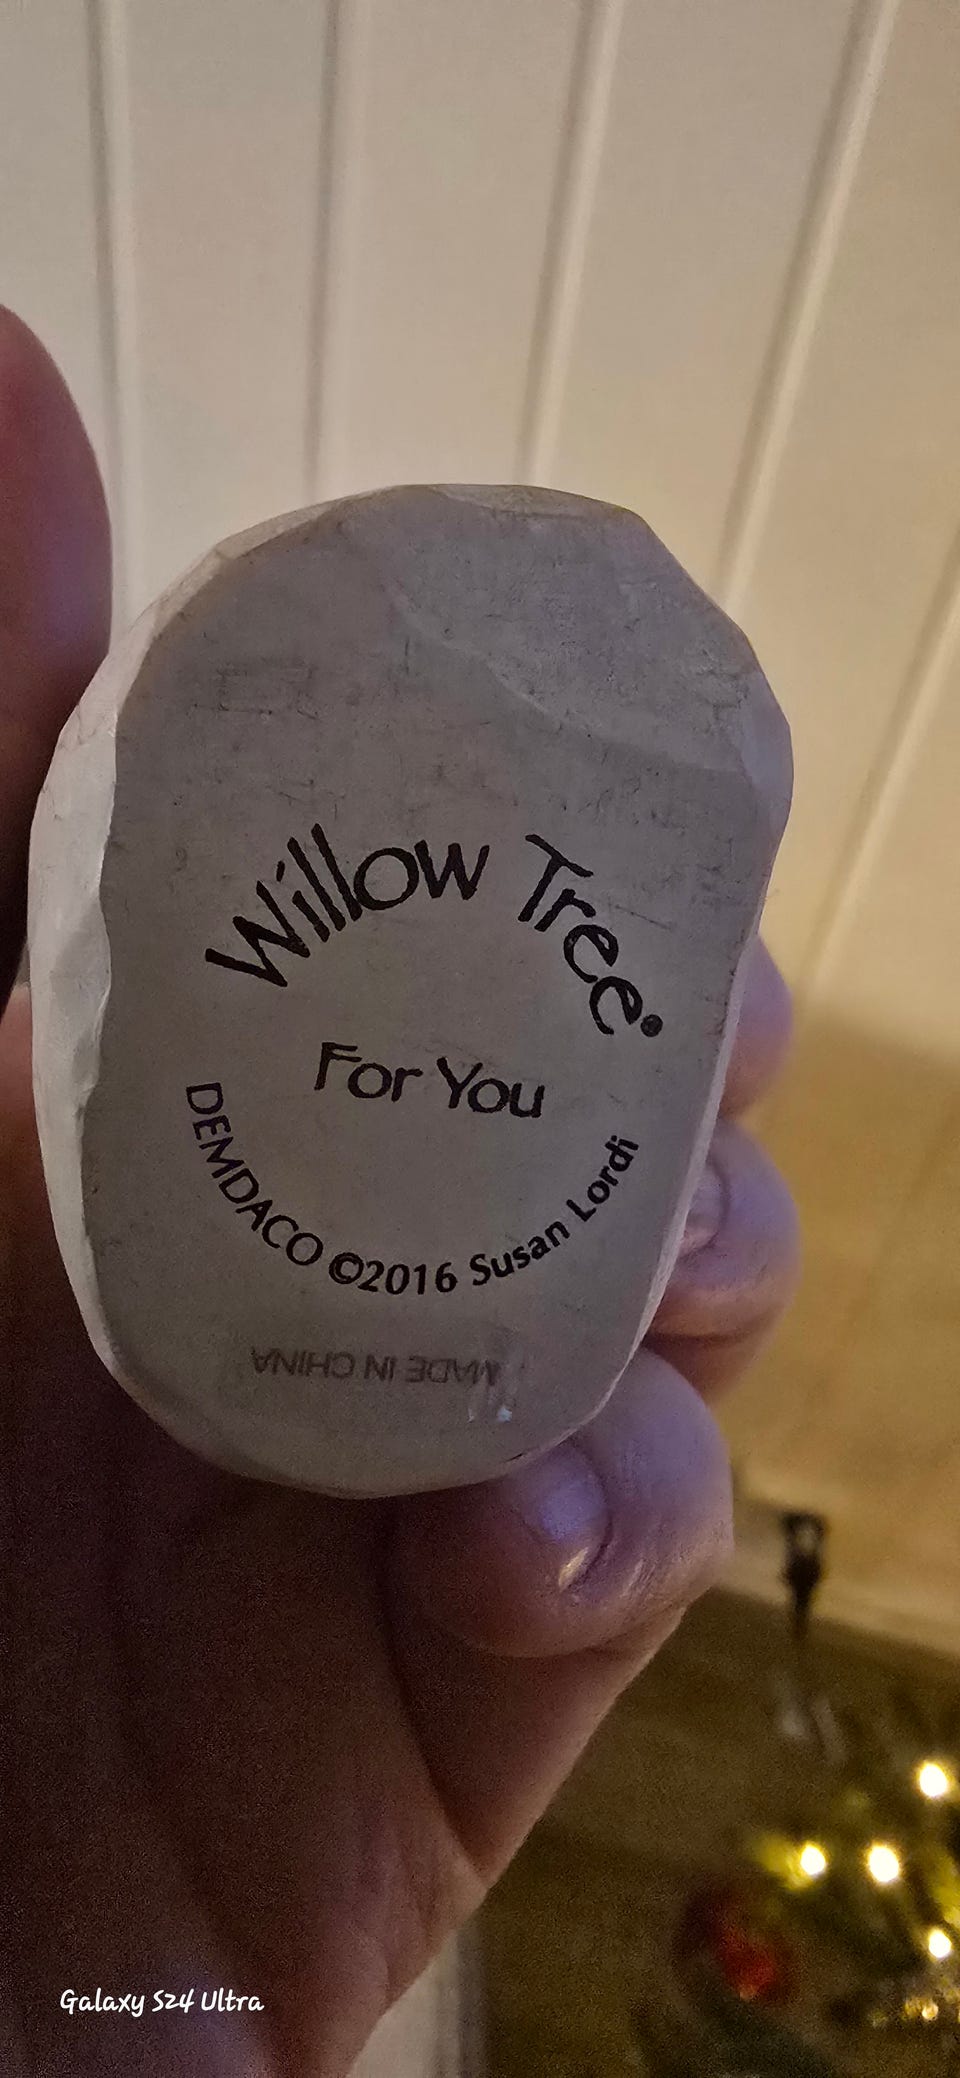 Willow Tree®
For You
DEMDACO ©2016 Susan Lordi
MADE IN CHINA
Galaxy S24 Ultra